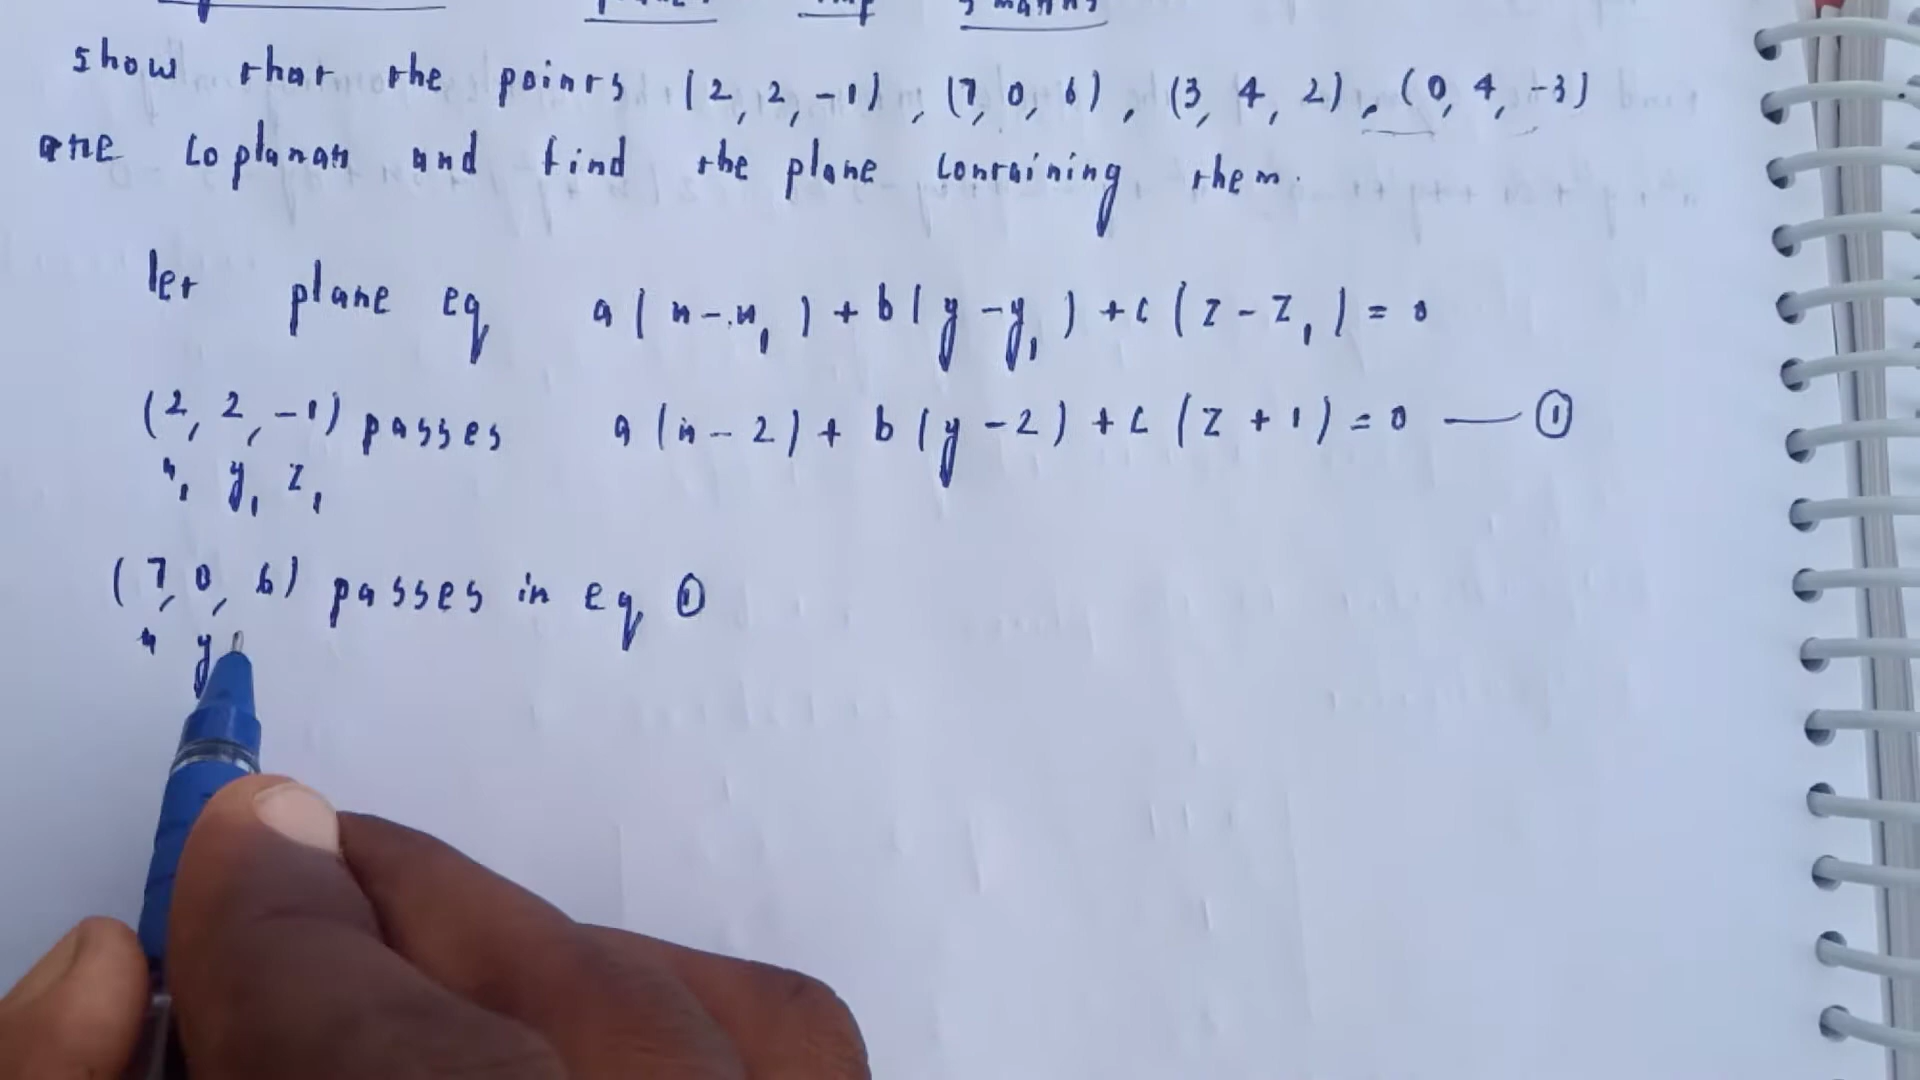 show that the points (2, 2, -1), (7, 0, 6), (3, 4, 2), (0, 4, -3)
are coplanar and find the plane containing them.
let plane eq a(x-x₁) + b(y-y₁) + c(z-z₁) = 0
(2, 2, -1) passes a(x-2) + b(y-2) + c(z+1) = 0 — ①
x₁ y₁ z₁
(7, 0, 6) passes in eq ①
x y